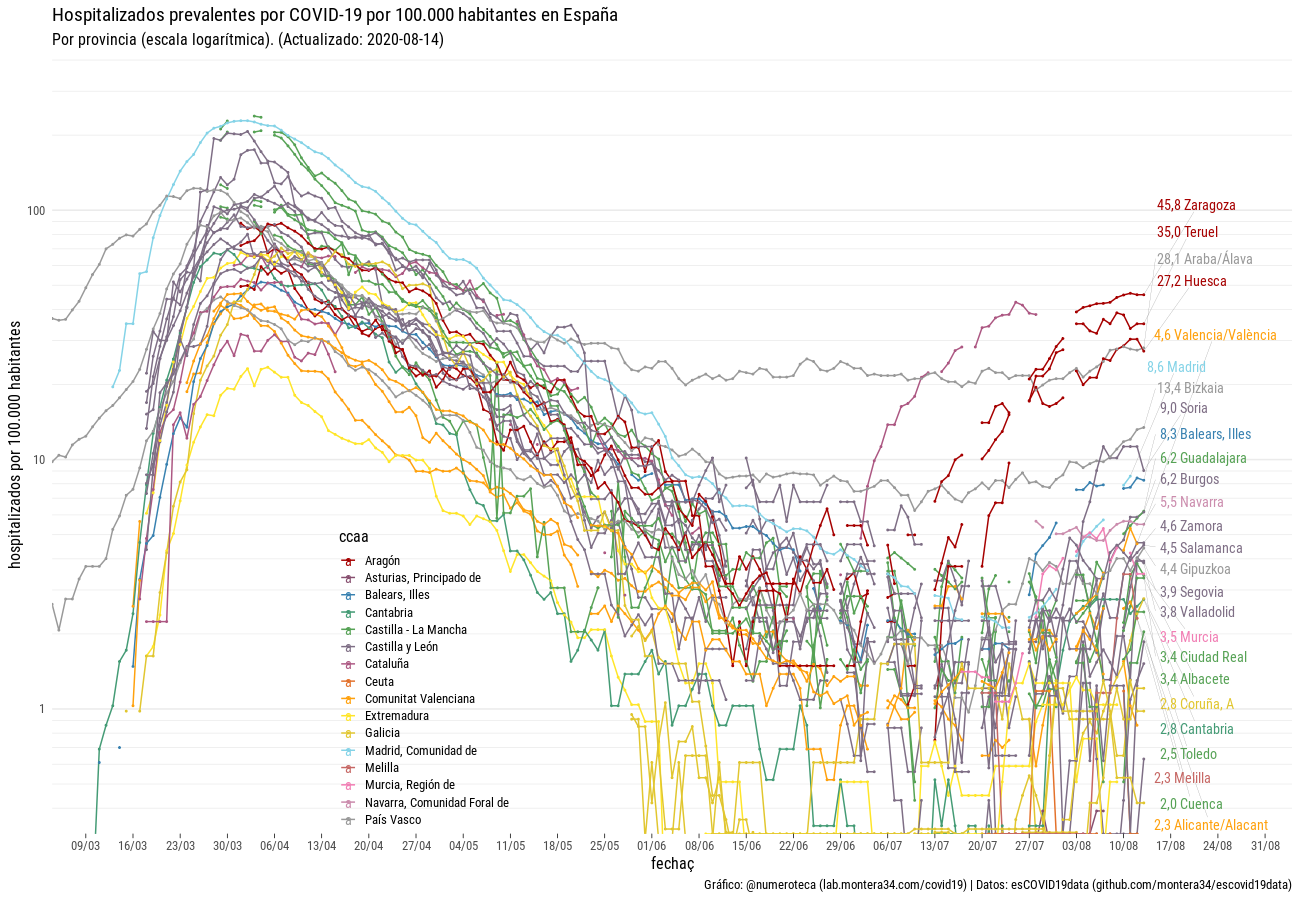 Hospitalizados prevalentes por COVID-19 por 100.000 habitantes en España
Por provincia (escala logarítmica). (Actualizado: 2020-08-14)
hospitalizados por 100.000 habitantes
100
10
1
45,8 Zaragoza
35,0 Teruel
28,1 Araba/Álava
27,2 Huesca
4,6 Valencia/València
8,6 Madrid
13,4 Bizkaia
9,0 Soria
8,3 Balears, Illes
6,2 Guadalajara
6,2 Burgos
5,5 Navarra
4,6 Zamora
4,5 Salamanca
4,4 Gipuzkoa
3,9 Segovia
3,8 Valladolid
3,5 Murcia
3,4 Ciudad Real
3,4 Albacete
2,8 Coruña, A
2,8 Cantabria
2,5 Toledo
2,3 Melilla
2,0 Cuenca
2,3 Alicante/Alacant
ccaa
Aragón
Asturias, Principado de
Balears, Illes
Cantabria
Castilla - La Mancha
Castilla y León
Cataluña
Ceuta
Comunitat Valenciana
Extremadura
Galicia
Madrid, Comunidad de
Melilla
Murcia, Región de
Navarra, Comunidad Foral de
País Vasco
09/03 16/03 23/03 30/03 06/04 13/04 20/04 27/04 04/05 11/05 18/05 25/05 01/06 08/06 15/06 22/06 29/06 06/07 13/07 20/07 27/07 03/08 10/08 17/08 24/08 31/08
fechaç
Gráfico: @numeroteca (lab.montera34.com/covid19) | Datos: esCOVID19data (github.com/montera34/escovid19data)